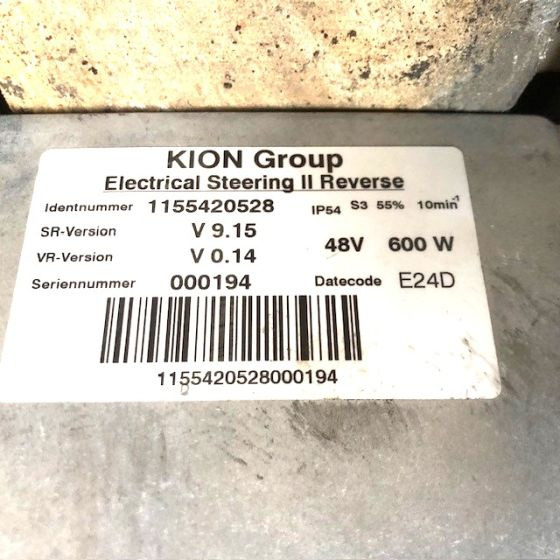 KION Group
Electrical Steering II Reverse
Identnummer 1155420528 IP54 S3 55% 10min⁻¹
SR-Version V 9.15
48V 600 W
VR-Version V 0.14
Seriennummer 000194 Datecode E24D
1155420528000194